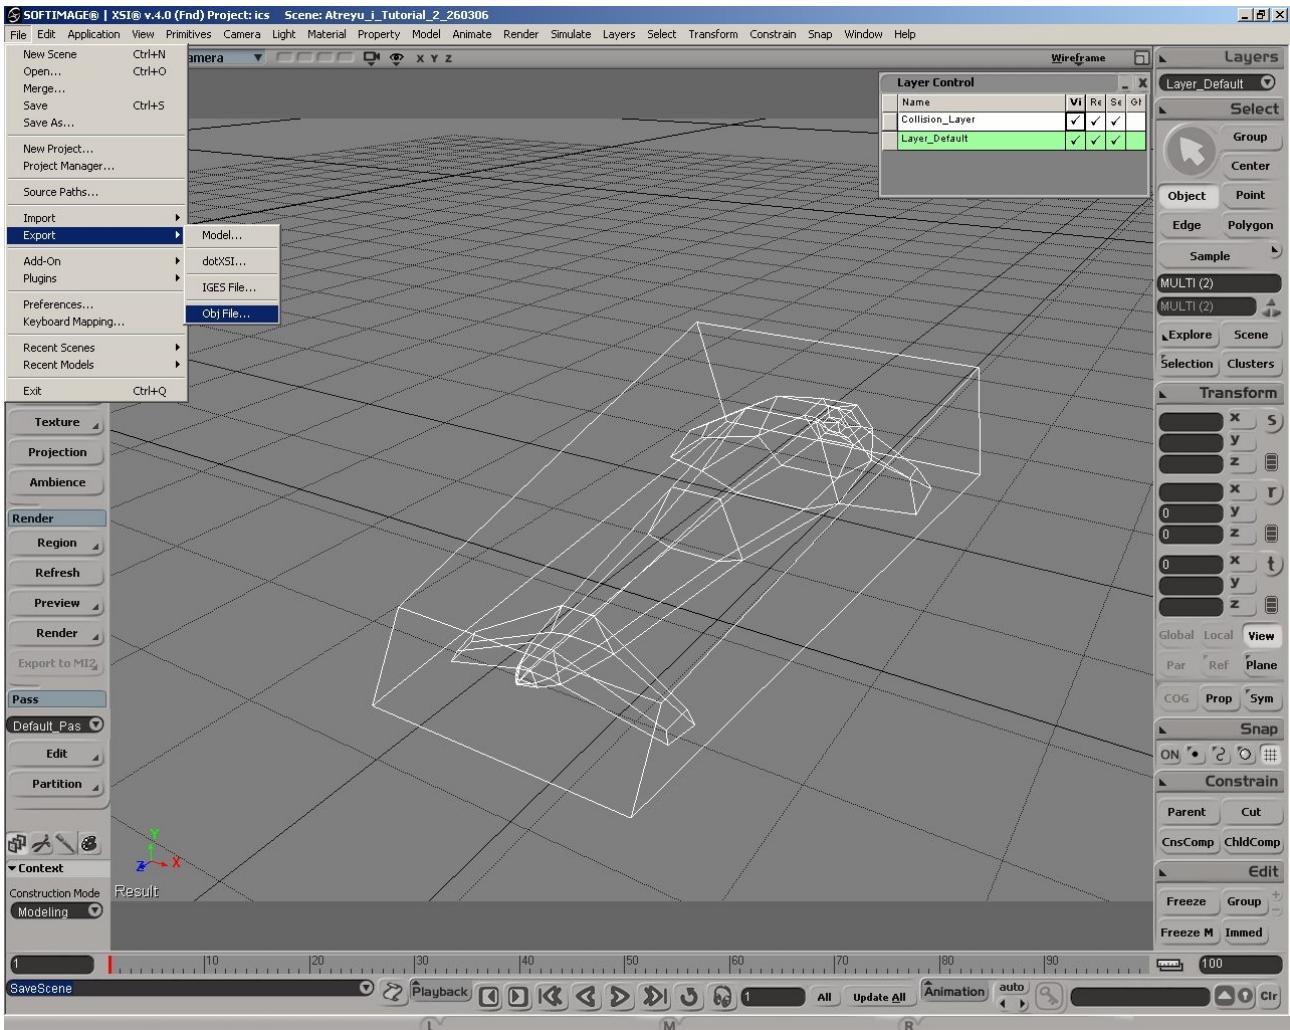 SOFTIMAGE® | XSI® v.4.0 (Fnd) Project: ics Scene: Atreyu_i_Tutorial_2_260306
File Edit Application View Primitives Camera Light Material Property Model Animate Render Simulate Layers Select Transform Constrain Snap Window Help
New Scene Ctrl+N
Open... Ctrl+O
Merge...
Save Ctrl+S
Save As...
New Project...
Project Manager...
Source Paths...
Import
Export
Add-On
Plugins
Preferences...
Keyboard Mapping...
Recent Scenes
Recent Models
Exit Ctrl+Q
Model...
dotXSI...
IGES File...
Obj File...
amera X Y Z Wireframe
Layer Control
Name Vi Re Se Gh
Collision_Layer
Layer_Default
Texture
Projection
Ambience
Render
Region
Refresh
Preview
Render
Export to MI2
Pass
Default_Pas
Edit
Partition
Context
Construction Mode
Modeling
Y
Z X
Result
Layers
Layer_Default
Select
Group
Center
Object Point
Edge Polygon
Sample
MULTI (2)
MULTI (2)
Explore Scene
Selection Clusters
Transform
x s
y
z
x r
0 y
0 z
0 x t
y
z
Global Local View
Par Ref Plane
COG Prop Sym
Snap
ON
Constrain
Parent Cut
CnsComp ChldComp
Edit
Freeze Group
Freeze M Immed
1 10 20 30 40 50 60 70 80 90 100
SaveScene Playback 1 All Update All Animation auto Clr
L M R